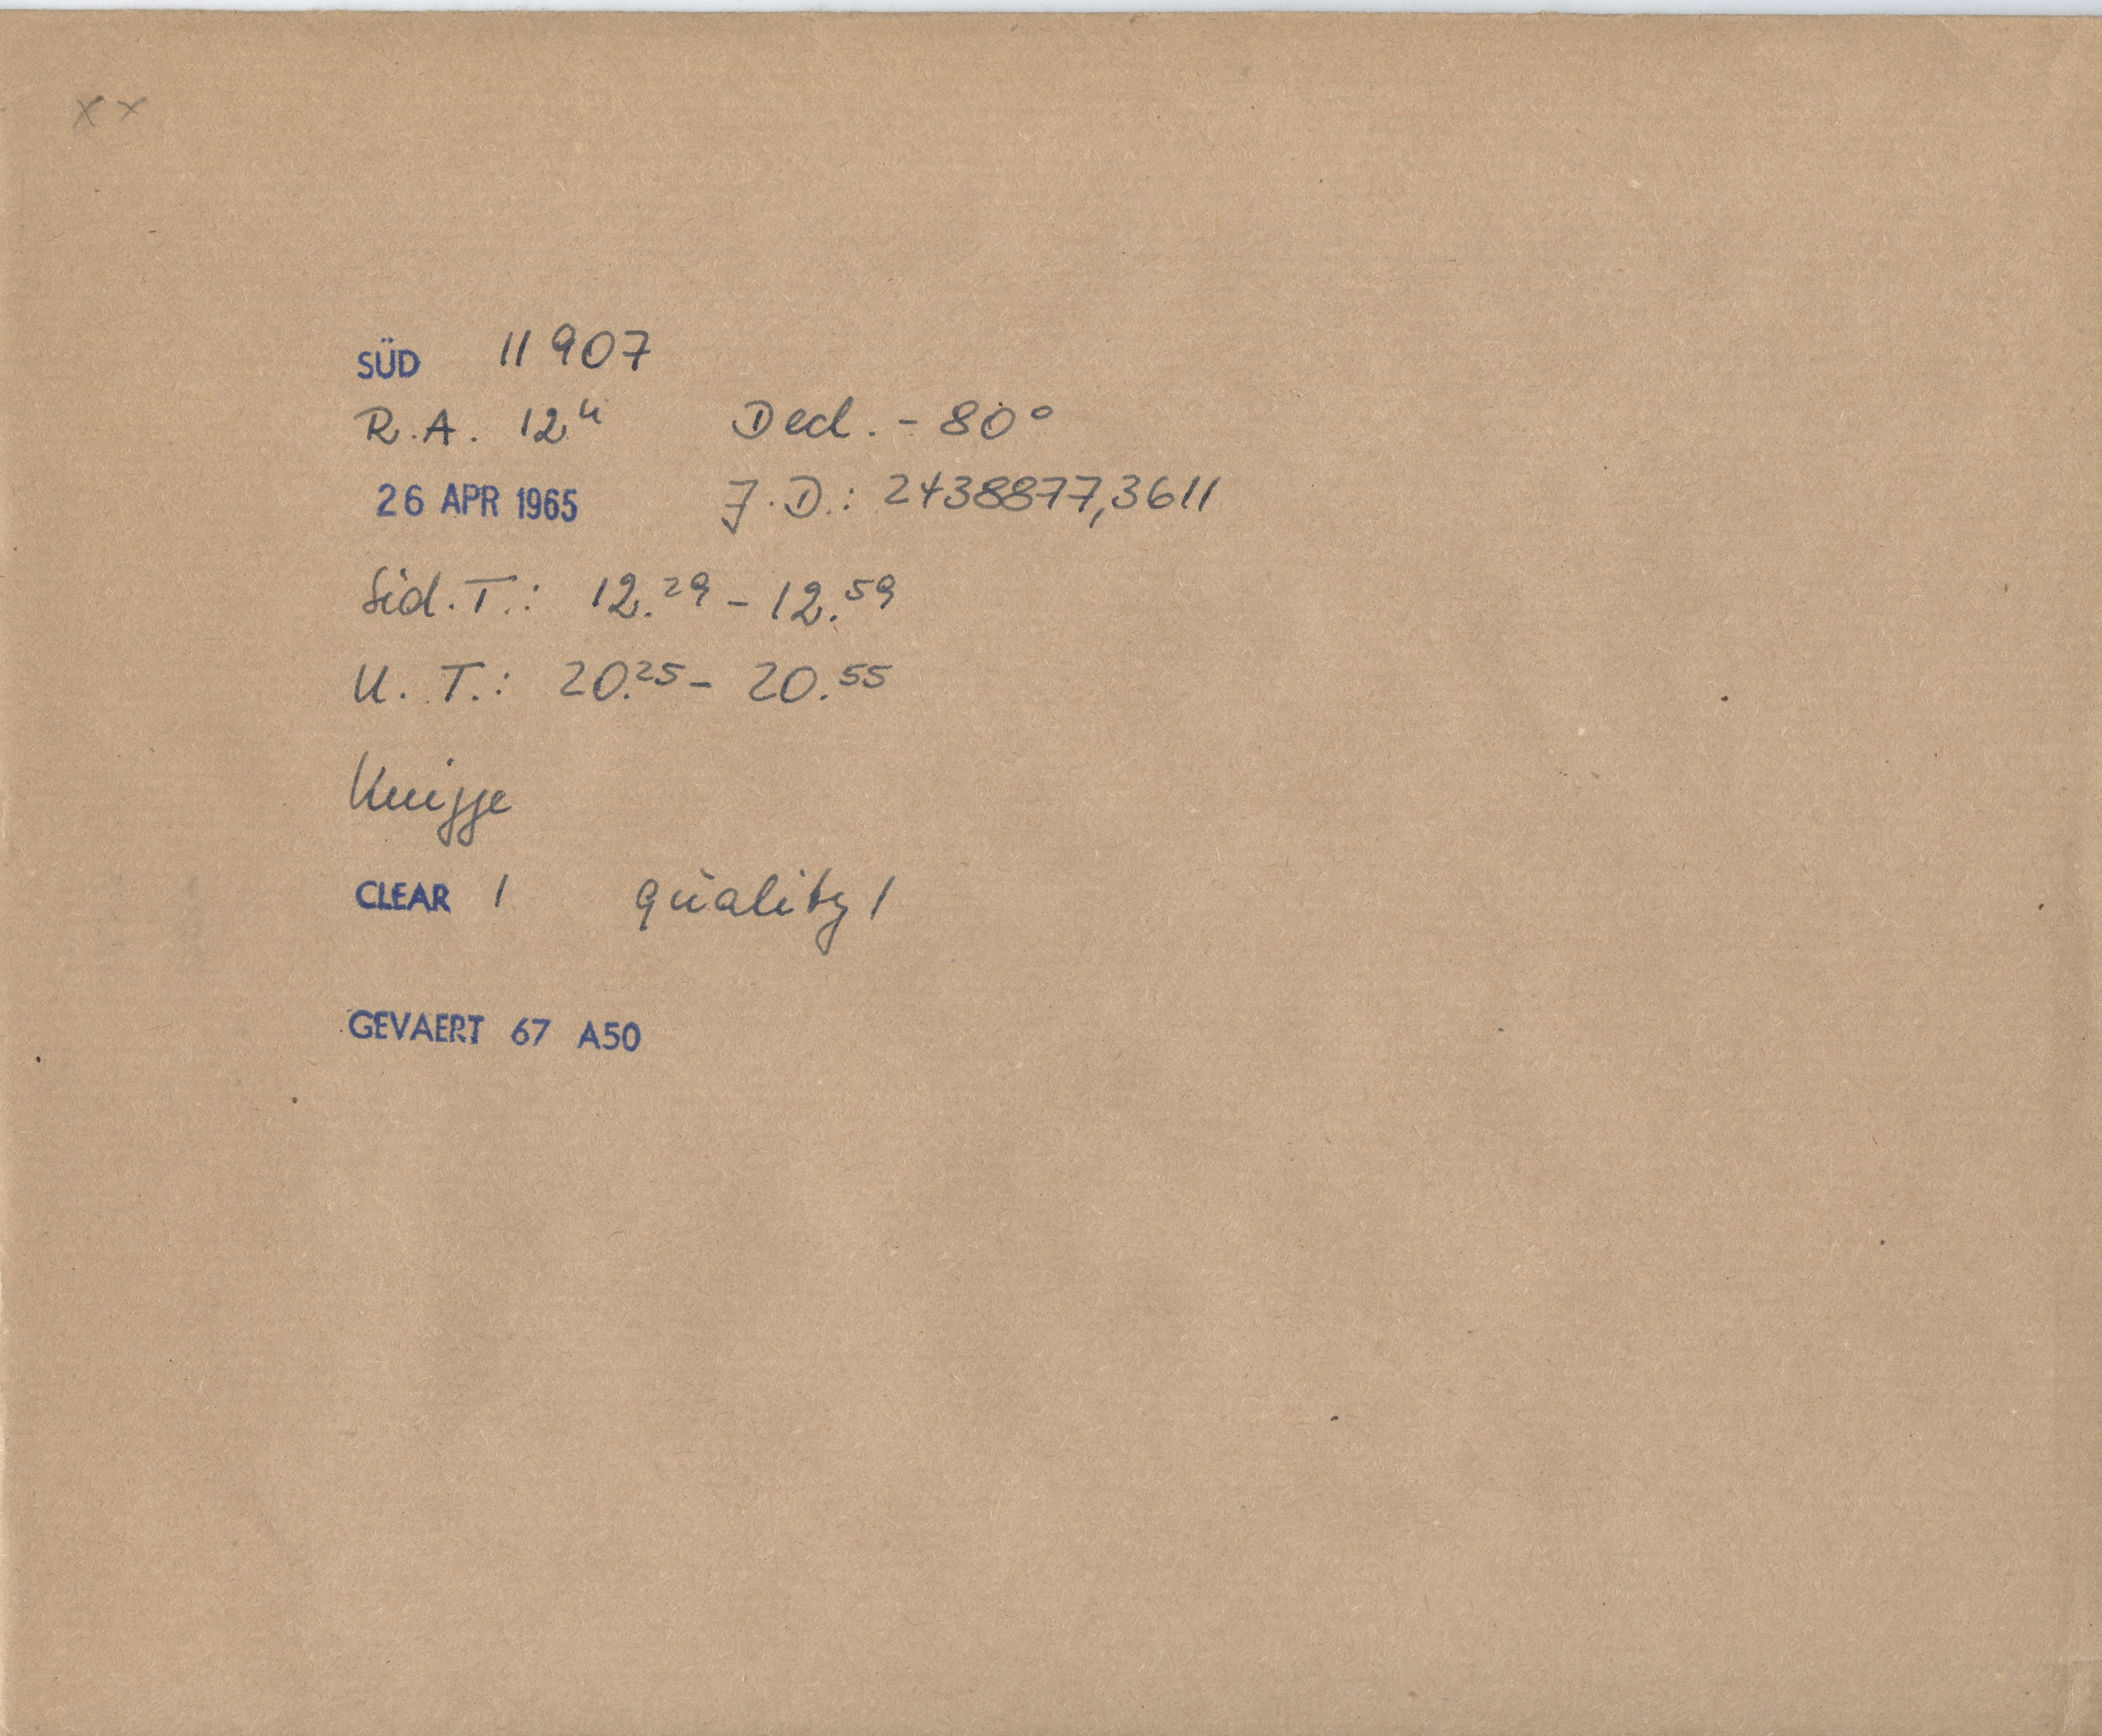 x x
SÜD 11907
R.A. 12h Decl. - 80°
26 APR 1965 J.D.: 2438877,3611
Sid.T.: 12.29 - 12.59
U.T.: 20.25 - 20.55
Knigge
CLEAR 1 quality 1
GEVAERT 67 A50